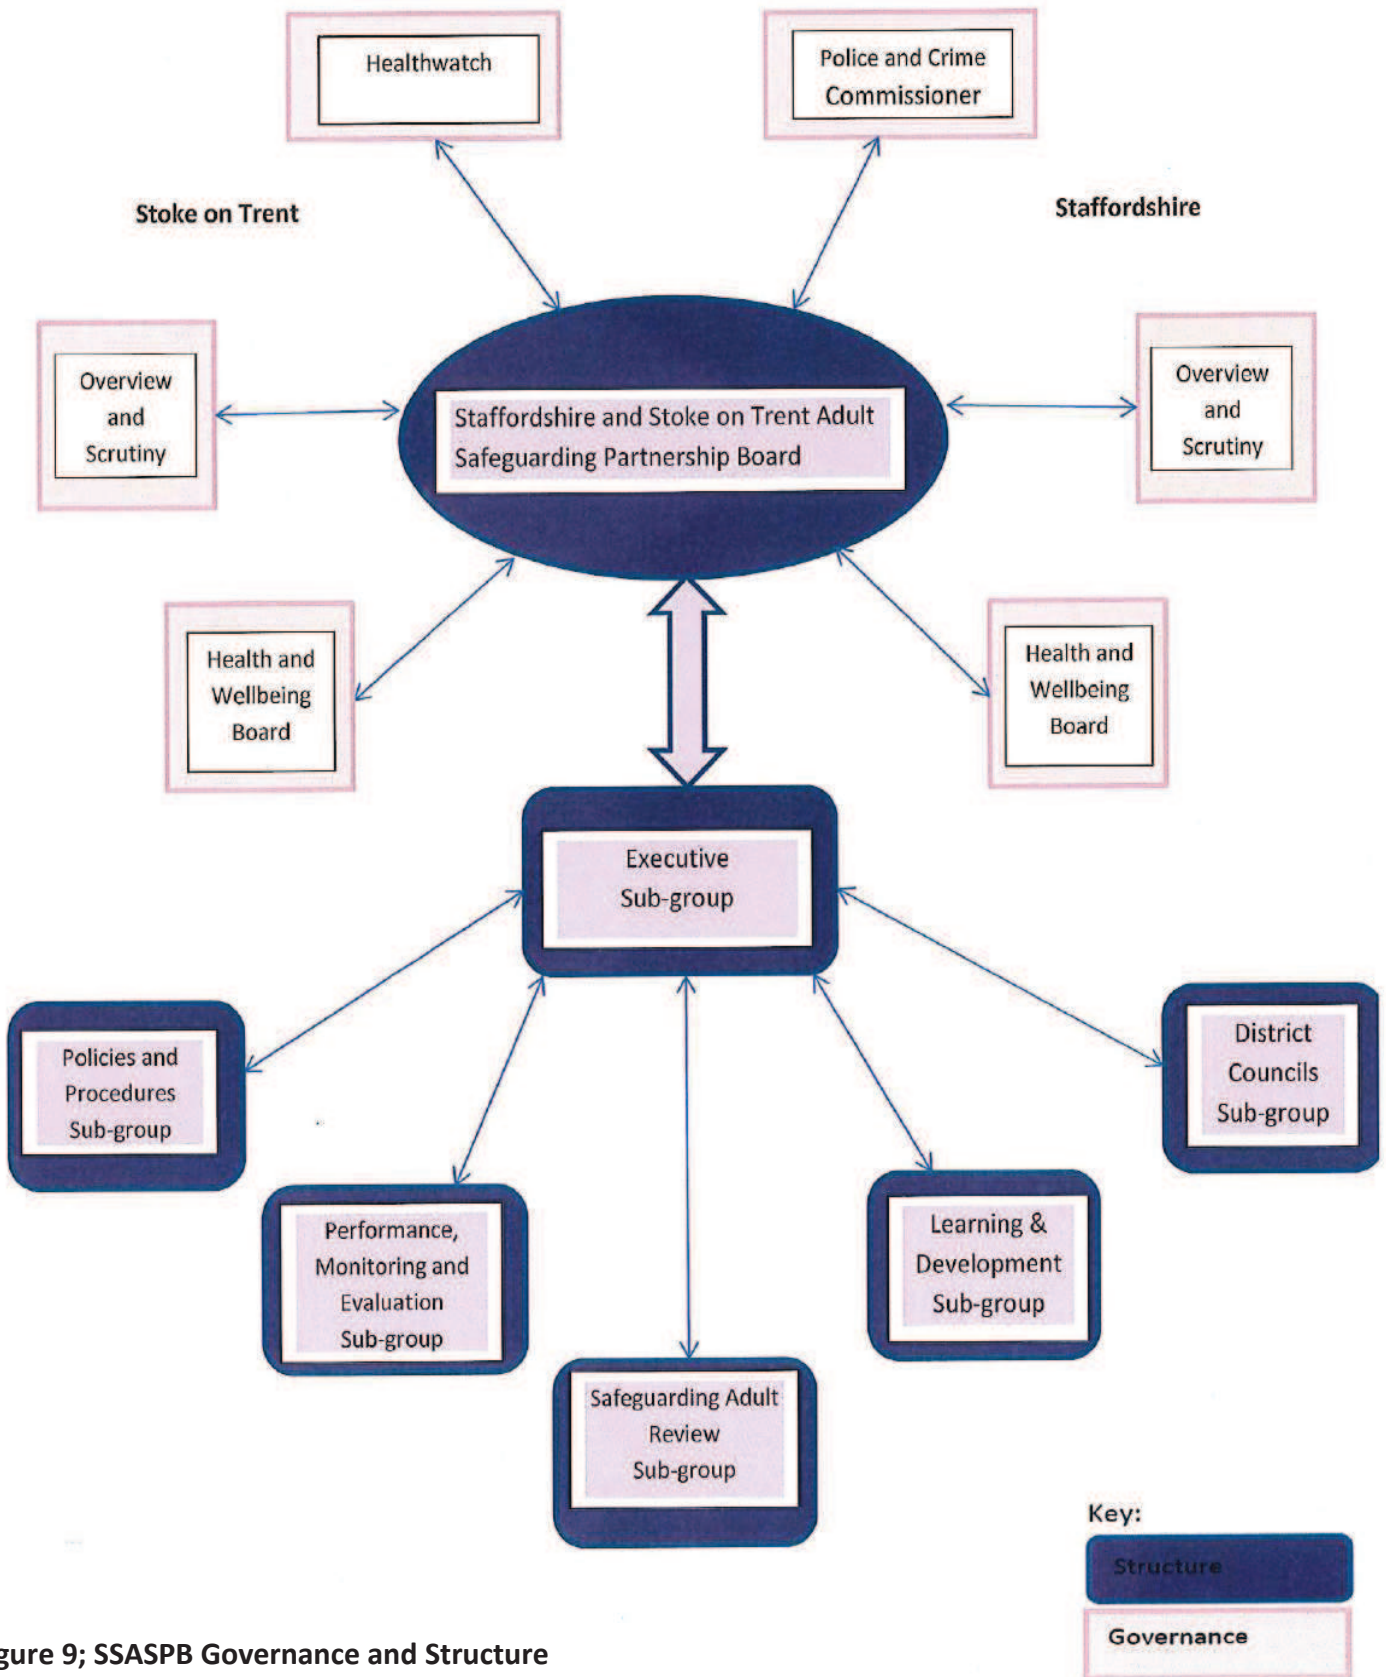 Healthwatch
Police and Crime
Commissioner
Stoke on Trent
Staffordshire
Overview
and
Scrutiny
Staffordshire and Stoke on Trent Adult
Safeguarding Partnership Board
Overview
and
Scrutiny
Health and
Wellbeing
Board
Health and
Wellbeing
Board
Executive
Sub-group
Policies and
Procedures
Sub-group
District
Councils
Sub-group
Performance,
Monitoring and
Evaluation
Sub-group
Learning &
Development
Sub-group
Safeguarding Adult
Review
Sub-group
Key:
Structure
Governance
gure 9; SSASPB Governance and Structure